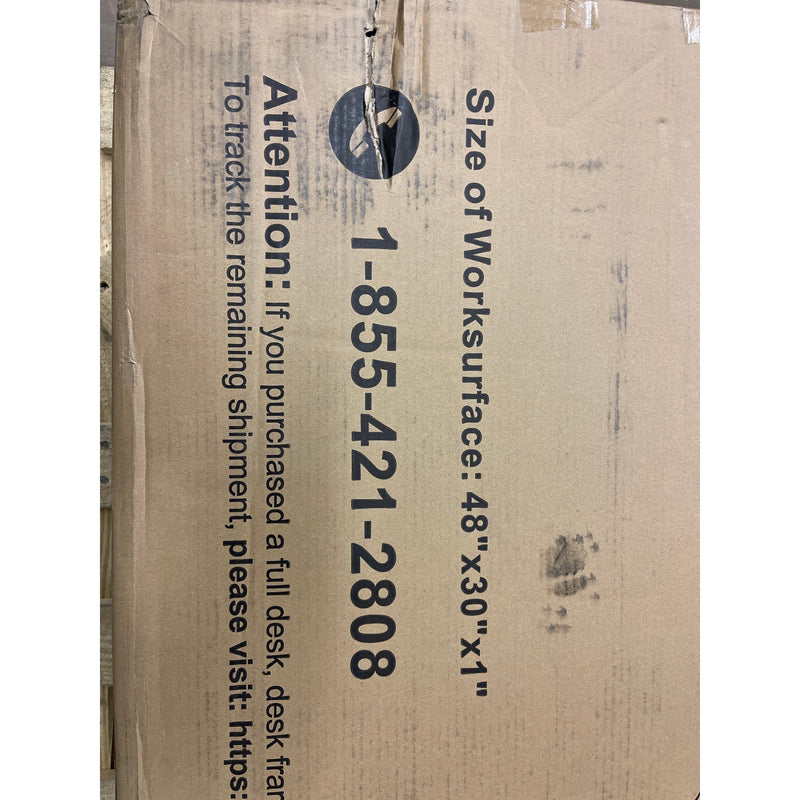 Size of Worksurface: 48"x30"x1"
1-855-421-2808
Attention: If you purchased a full desk, desk
To track the remaining shipment, please visit: https: